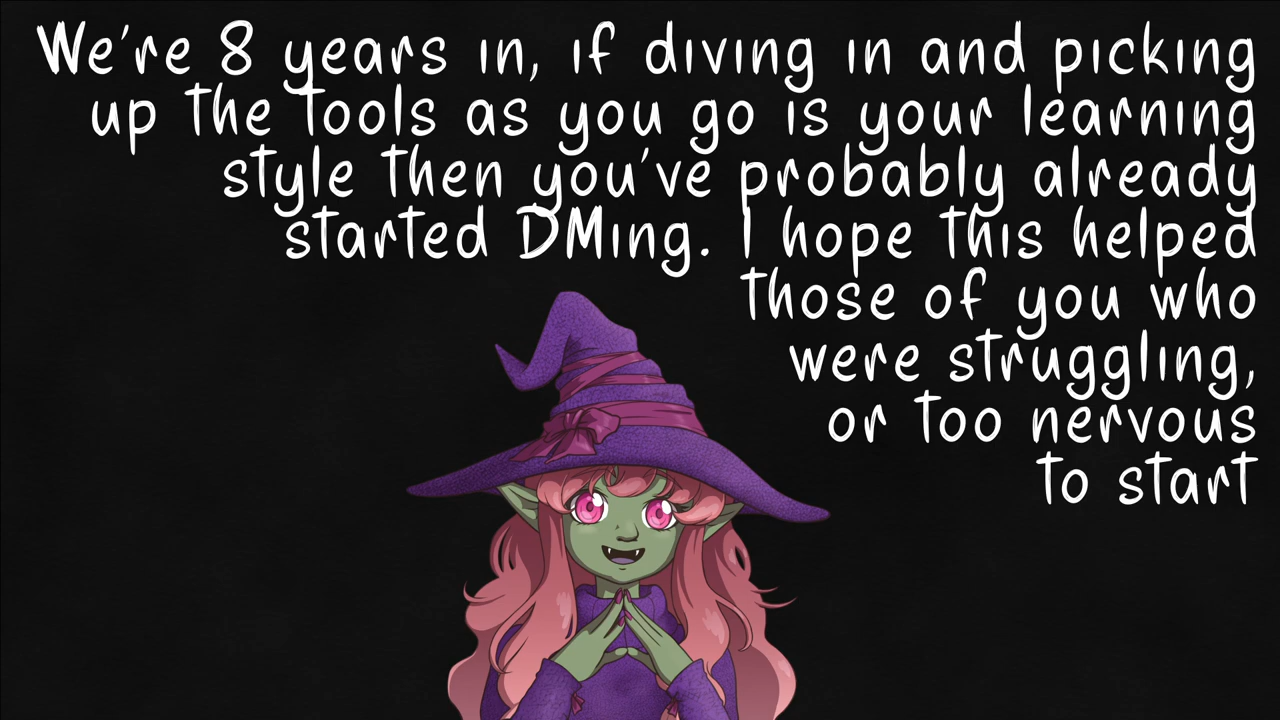 We're 8 years in, if diving in and picking
up the tools as you go is your learning
style then you've probably already
started DMing. I hope this helped
those of you who
were struggling,
or too nervous
to start